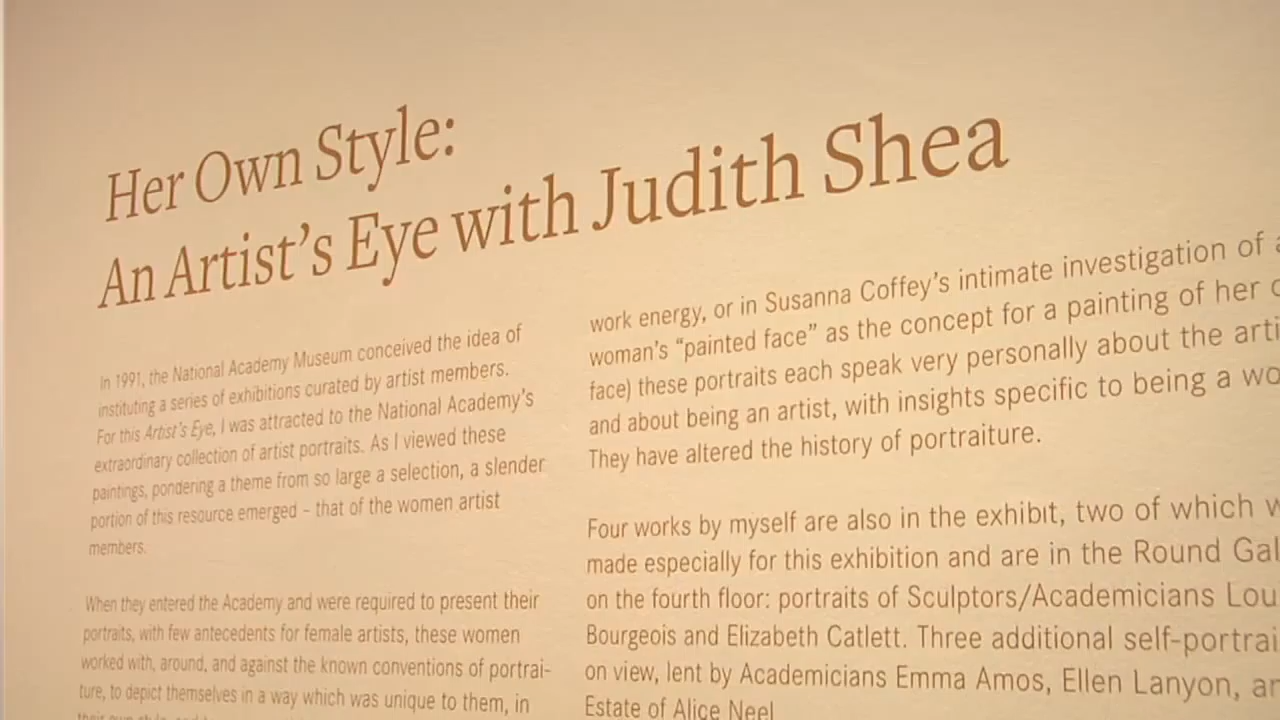 Her Own Style:
An Artist's Eye with Judith Shea
In 1991, the National Academy Museum conceived the idea of
instituting a series of exhibitions curated by artist members.
For this Artist's Eye, I was attracted to the National Academy's
extraordinary collection of artist portraits. As I viewed these
paintings, pondering a theme from so large a selection, a slender
portion of this resource emerged – that of the women artist
members.
When they entered the Academy and were required to present their
portraits, with few antecedents for female artists, these women
worked with, around, and against the known conventions of portrai-
ture, to depict themselves in a way which was unique to them, in
work energy, or in Susanna Coffey's intimate investigation of
woman's "painted face" as the concept for a painting of her
face) these portraits each speak very personally about the
and about being an artist, with insights specific to being a
They have altered the history of portraiture.
Four works by myself are also in the exhibit, two of which
made especially for this exhibition and are in the Round
on the fourth floor: portraits of Sculptors/Academicians
Bourgeois and Elizabeth Catlett. Three additional
on view, lent by Academicians Emma Amos, Ellen Lanyon,
Estate of Alice Neel